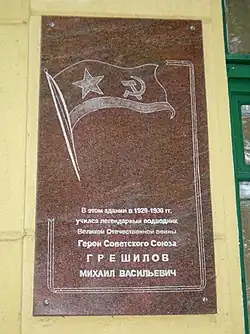 В этом здании в 1929-1930 гг.
учился легендарный подводник
Великой Отечественной войны
Герой Советского Союза
ГРЕШИЛОВ
МИХАИЛ ВАСИЛЬЕВИЧ